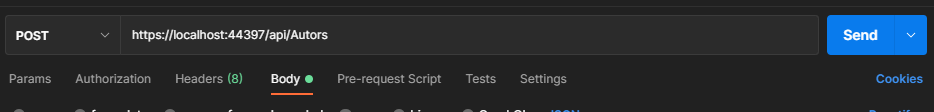 POST https://localhost:44397/api/Autors Send
Params Authorization Headers (8) Body Pre-request Script Tests Settings Cookies